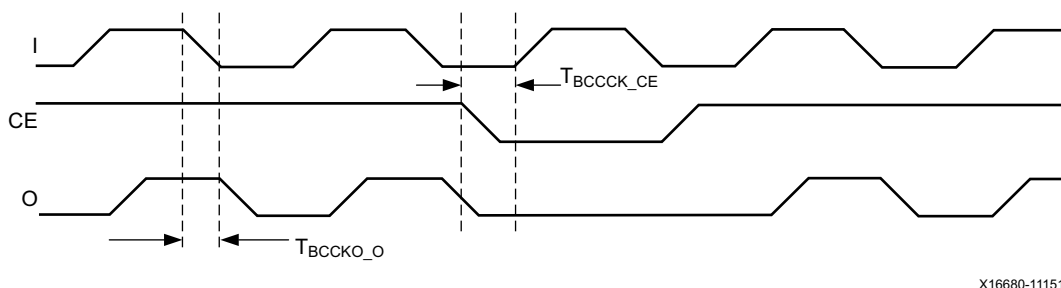 I
T_BCCCK_CE
CE
O
T_BCCKO_O
X16680-11151